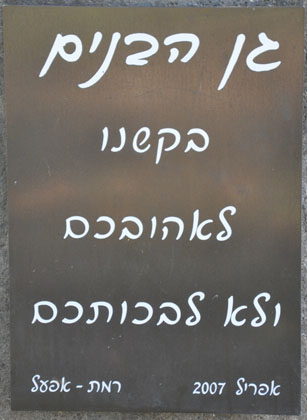 גן הבנים
בקשנו
לאהובכם
ולא לבכותכם
רמת - אפעל אפריל 2007